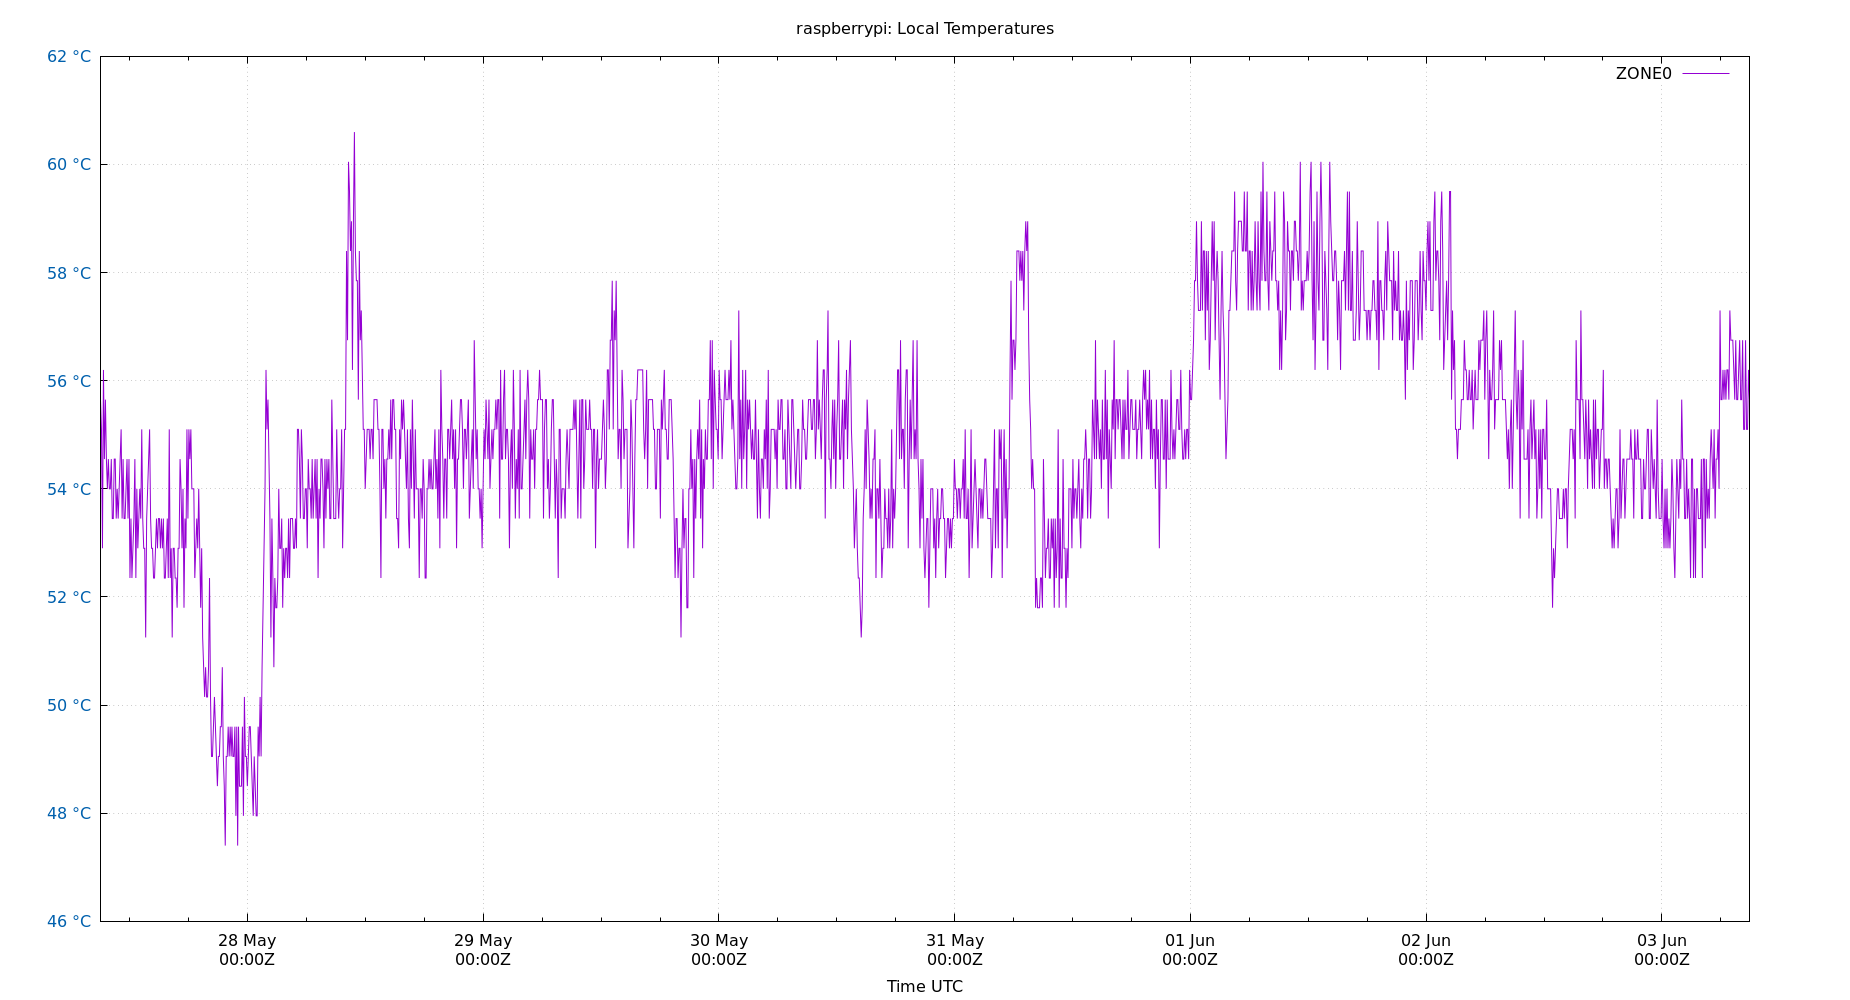 raspberrypi: Local Temperatures
62 °C
ZONE0
60 °C
58 °C
56 °C
54 °C
52 °C
50 °C
48 °C
46 °C
28 May 29 May 30 May 31 May 01 Jun 02 Jun 03 Jun
00:00Z 00:00Z 00:00Z 00:00Z 00:00Z 00:00Z 00:00Z
Time UTC